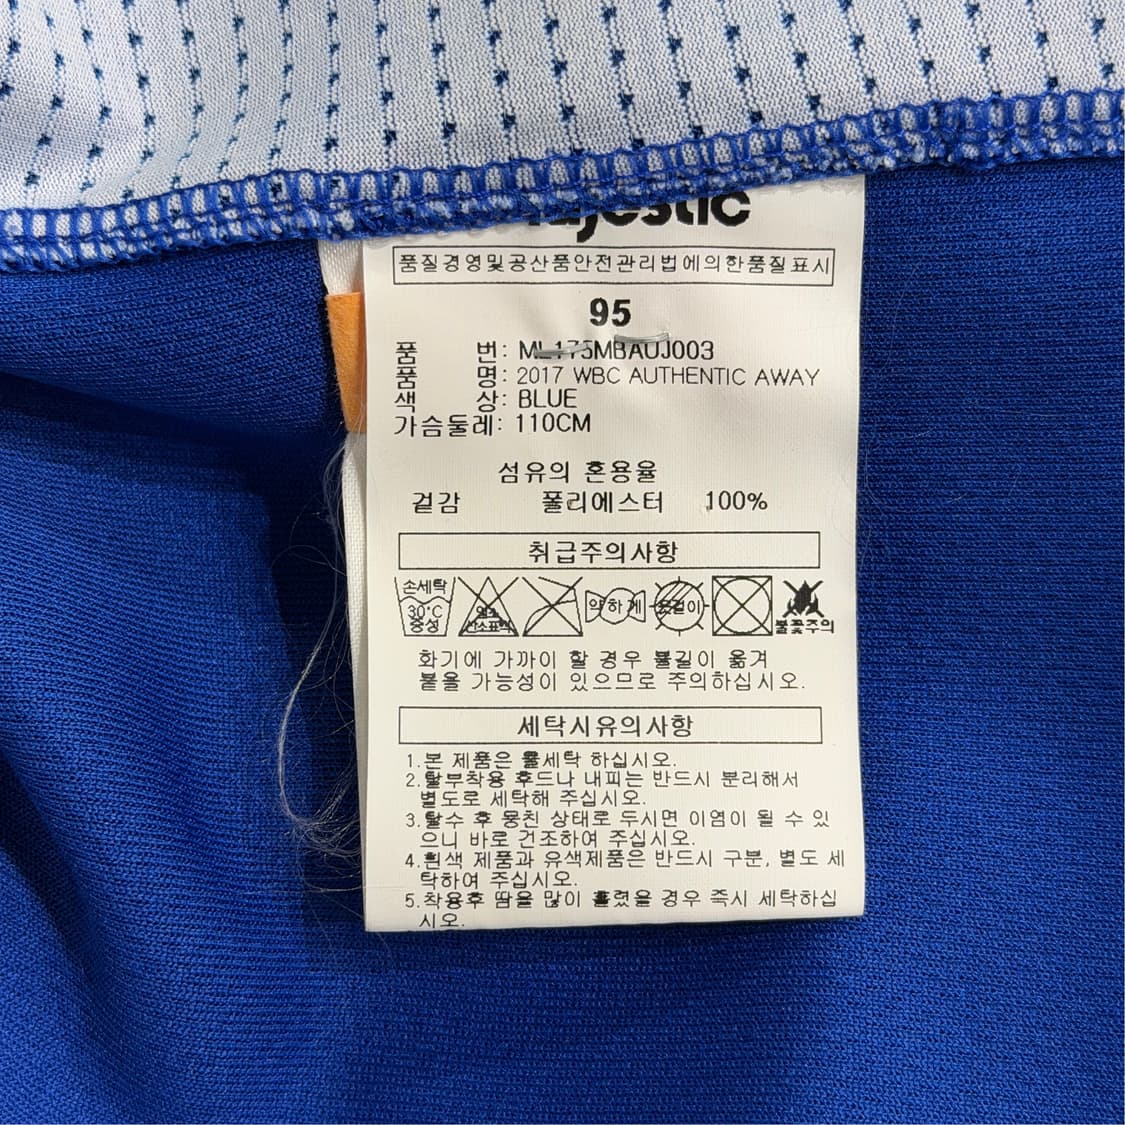 majestic
품질경영및공산품안전관리법에의한품질표시
95
품 번: ML175MBAUJ003
품 명: 2017 WBC AUTHENTIC AWAY
색 상: BLUE
가슴둘레: 110CM
섬유의 혼용율
겉감 폴리에스터 100%
취급주의사항
손세탁 30°C 중성 염소 산소표백 약하게 옷걸이 불꽃주의
화기에 가까이 할 경우 불길이 옮겨
붙을 가능성이 있으므로 주의하십시오.
세탁시유의사항
1.본 제품은 물세탁 하십시오.
2.탈부착용 후드나 내피는 반드시 분리해서
별도로 세탁해 주십시오.
3.탈수 후 뭉친 상태로 두시면 이염이 될 수 있
으니 바로 건조하여 주십시오.
4.흰색 제품과 유색제품은 반드시 구분, 별도 세
탁하여 주십시오.
5.착용후 땀을 많이 흘렸을 경우 즉시 세탁하십
시오.